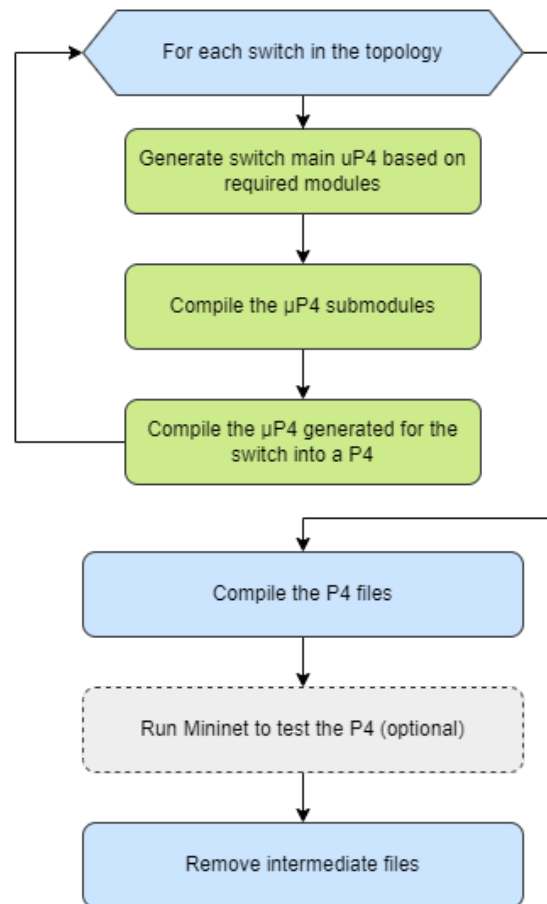 For each switch in the topology
Generate switch main uP4 based on
required modules
Compile the µP4 submodules
Compile the µP4 generated for the
switch into a P4
Compile the P4 files
Run Mininet to test the P4 (optional)
Remove intermediate files